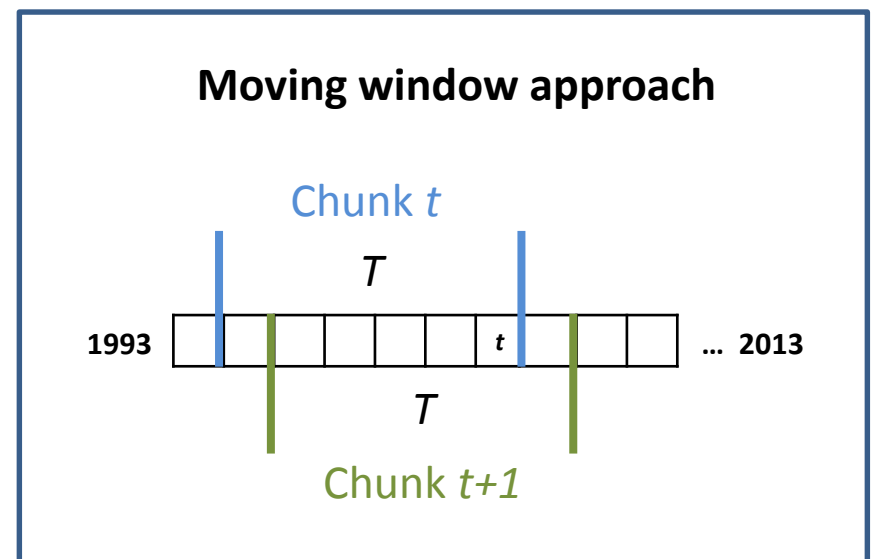 Moving window approach
Chunk t
T
1993 t … 2013
T
Chunk t+1